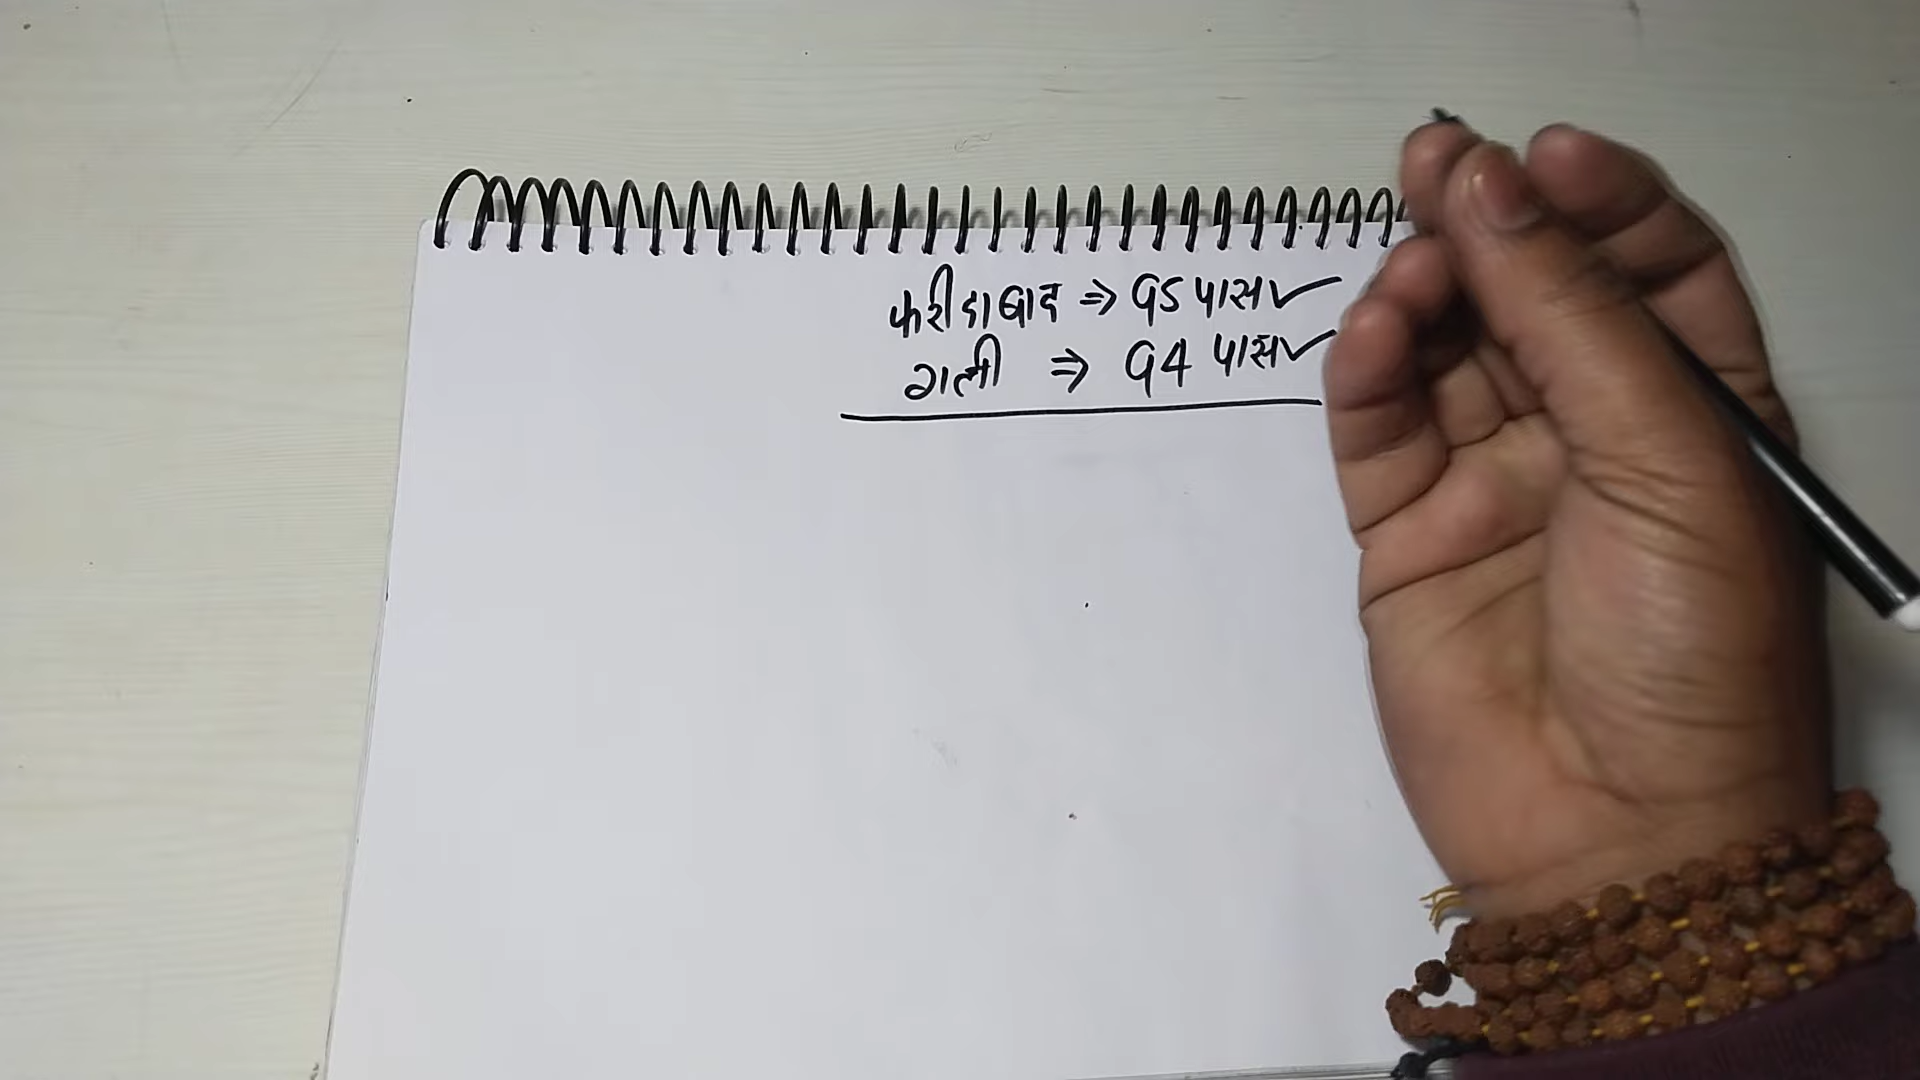 फरीदाबाद ⇒ 95 पास ✓
गली ⇒ 94 पास ✓